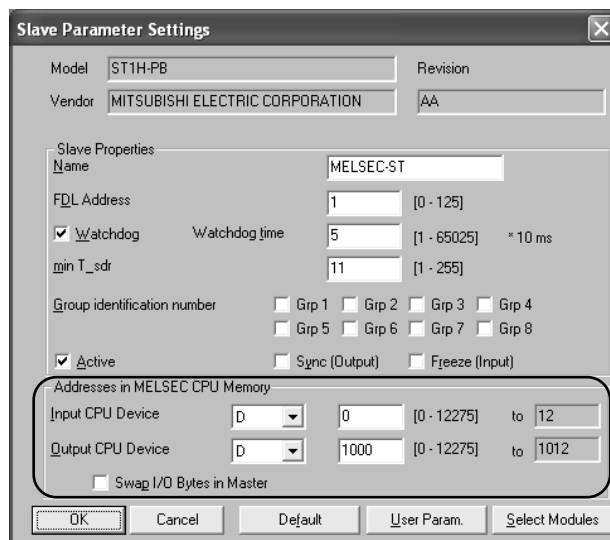 Slave Parameter Settings
Model ST1H-PB Revision
Vendor MITSUBISHI ELECTRIC CORPORATION AA
Slave Properties
Name MELSEC-ST
FDL Address 1 [0 - 125]
Watchdog Watchdog time 5 [1 - 65025] * 10 ms
min T_sdr 11 [1 - 255]
Group identification number Grp 1 Grp 2 Grp 3 Grp 4
Grp 5 Grp 6 Grp 7 Grp 8
Active Sync (Output) Freeze (Input)
Addresses in MELSEC CPU Memory
Input CPU Device D 0 [0 - 12275] to 12
Output CPU Device D 1000 [0 - 12275] to 1012
Swap I/O Bytes in Master
OK Cancel Default User Param. Select Modules